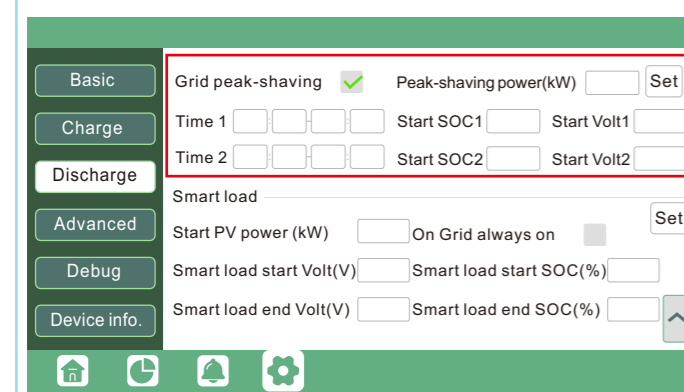 Basic
Charge
Discharge
Advanced
Debug
Device info.
Grid peak-shaving Peak-shaving power(kW) Set
Time 1 : - : Start SOC1 Start Volt1
Time 2 : - : Start SOC2 Start Volt2
Smart load
Start PV power (kW) On Grid always on Set
Smart load start Volt(V) Smart load start SOC(%)
Smart load end Volt(V) Smart load end SOC(%)